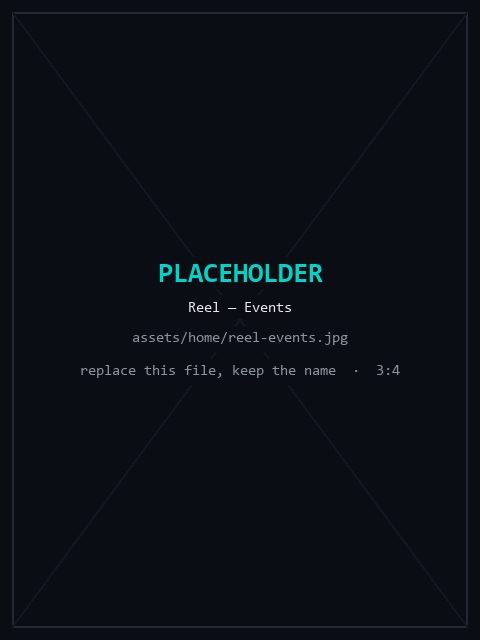 PLACEHOLDER
Reel — Events
assets/home/reel-events.jpg
replace this file, keep the name · 3:4